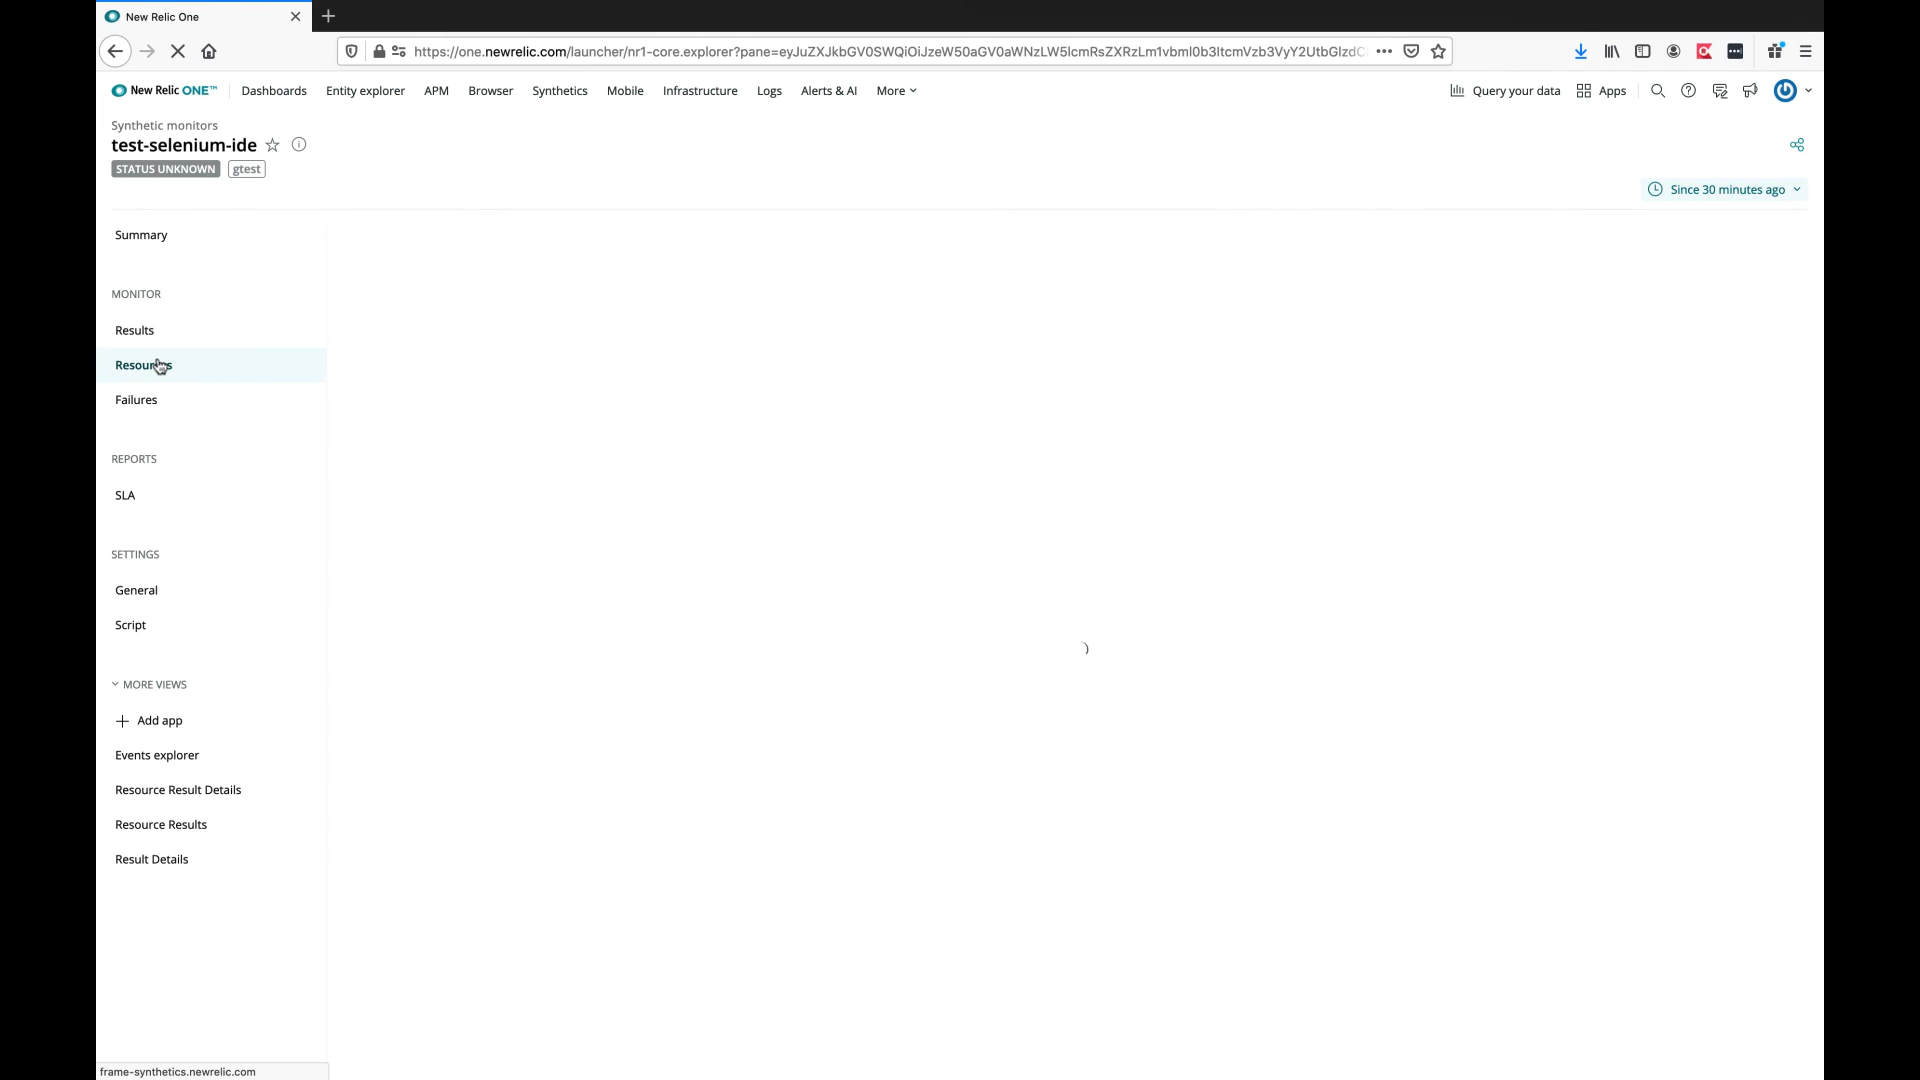 New Relic One
https://one.newrelic.com/launcher/nr1-core.explorer?pane=eyJuZXJkbGV0SWQiOiJzeW50aGV0aWNzLW5lcmRsZXRzLm1vbml0b3ItcmVzb3VyY2UtbGlzdC
New Relic ONE™ Dashboards Entity explorer APM Browser Synthetics Mobile Infrastructure Logs Alerts & AI More Query your data Apps
Synthetic monitors
test-selenium-ide
STATUS UNKNOWN gtest
Since 30 minutes ago
Summary
MONITOR
Results
Resources
Failures
REPORTS
SLA
SETTINGS
General
Script
MORE VIEWS
Add app
Events explorer
Resource Result Details
Resource Results
Result Details
frame-synthetics.newrelic.com